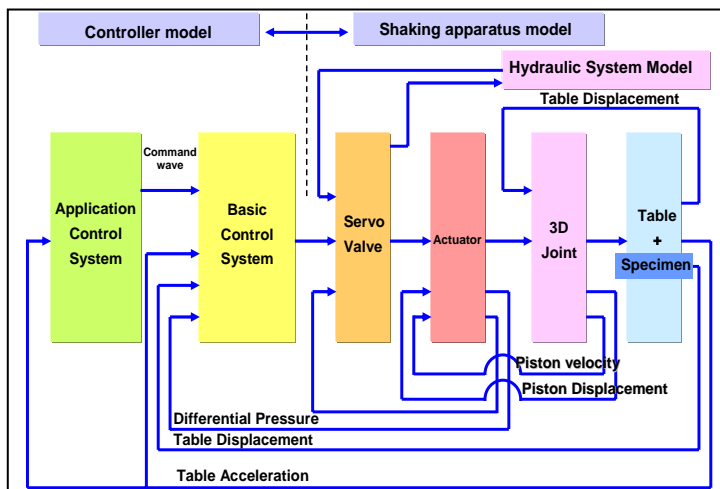 Controller model
Shaking apparatus model
Hydraulic System Model
Table Displacement
Command
wave
Application
Control
System
Basic
Control
System
Servo
Valve
Actuator
3D
Joint
Table
+
Specimen
Piston velocity
Piston Displacement
Differential Pressure
Table Displacement
Table Acceleration